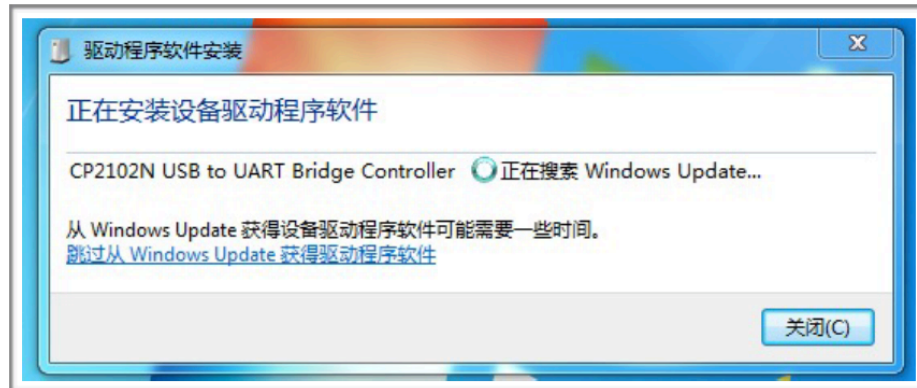 驱动程序软件安装
正在安装设备驱动程序软件
CP2102N USB to UART Bridge Controller 正在搜索 Windows Update...
从 Windows Update 获得设备驱动程序软件可能需要一些时间。
跳过从 Windows Update 获得驱动程序软件
关闭(C)